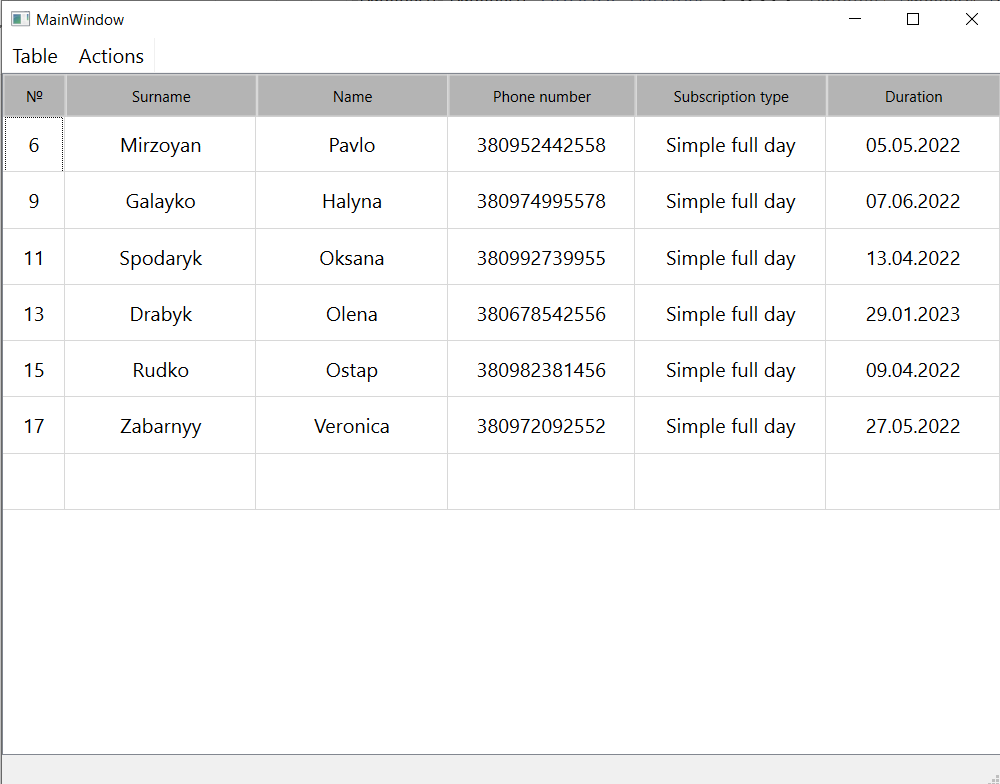 MainWindow
Table Actions
№ Surname Name Phone number Subscription type Duration
6 Mirzoyan Pavlo 380952442558 Simple full day 05.05.2022
9 Galayko Halyna 380974995578 Simple full day 07.06.2022
11 Spodaryk Oksana 380992739955 Simple full day 13.04.2022
13 Drabyk Olena 380678542556 Simple full day 29.01.2023
15 Rudko Ostap 380982381456 Simple full day 09.04.2022
17 Zabarnyy Veronica 380972092552 Simple full day 27.05.2022